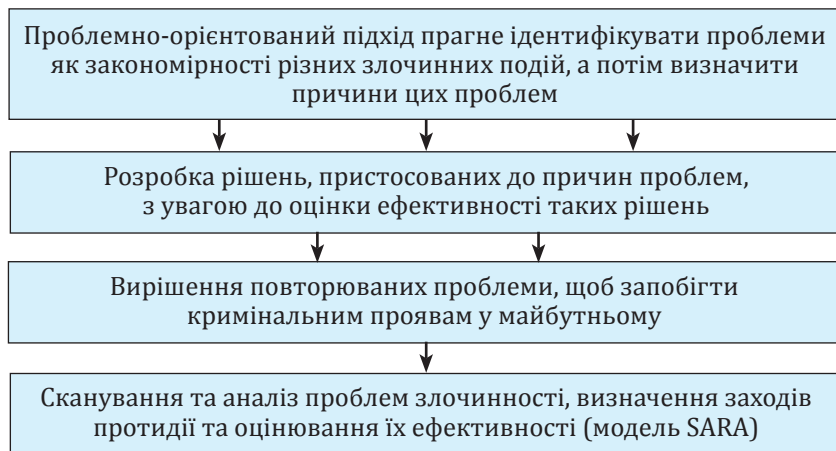 Проблемно-орієнтований підхід прагне ідентифікувати проблеми
як закономірності різних злочинних подій, а потім визначити
причини цих проблем
Розробка рішень, пристосованих до причин проблем,
з увагою до оцінки ефективності таких рішень
Вирішення повторюваних проблеми, щоб запобігти
кримінальним проявам у майбутньому
Сканування та аналіз проблем злочинності, визначення заходів
протидії та оцінювання їх ефективності (модель SARA)